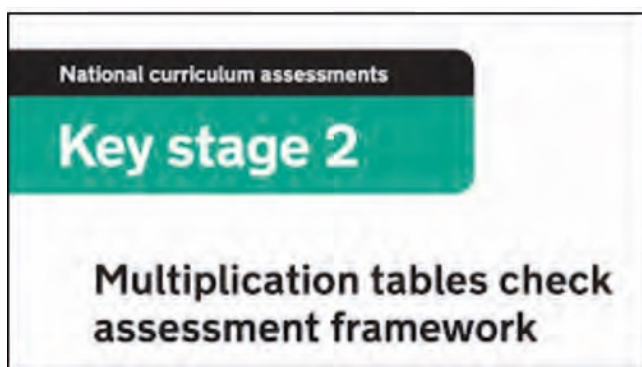 National curriculum assessments
Key stage 2
Multiplication tables check
assessment framework